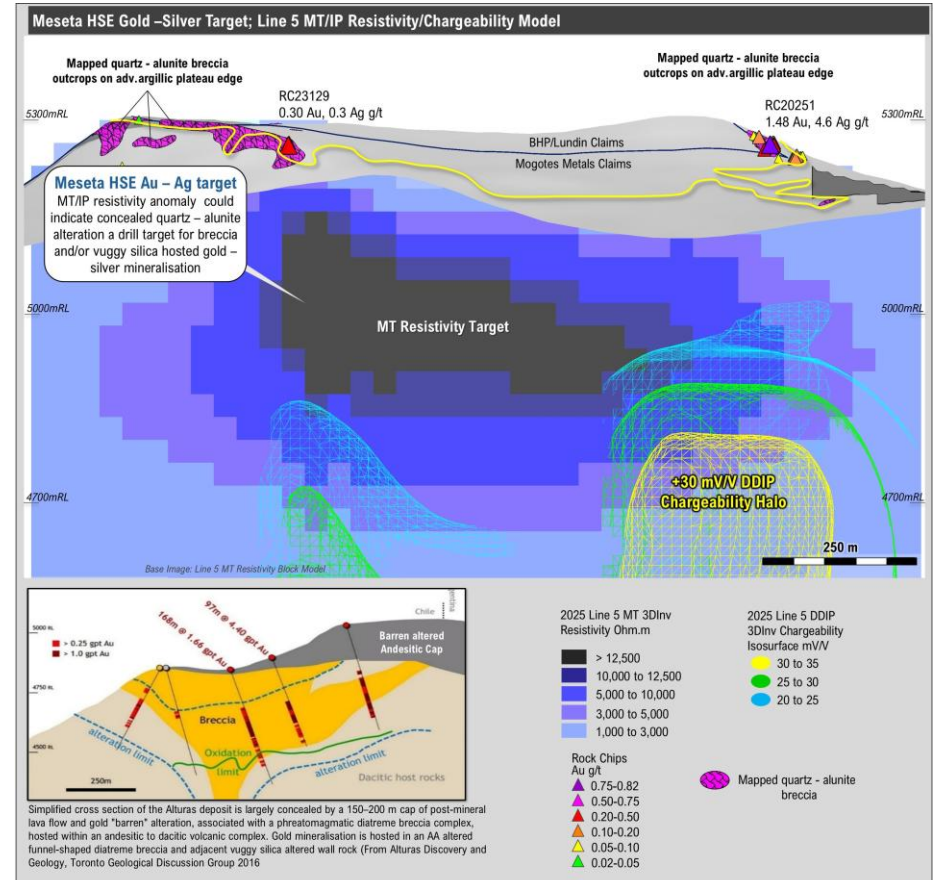 Meseta HSE Gold –Silver Target; Line 5 MT/IP Resistivity/Chargeability Model
Mapped quartz - alunite breccia
outcrops on adv.argillic plateau edge
Mapped quartz - alunite breccia
outcrops on adv.argillic plateau edge
RC23129
0.30 Au, 0.3 Ag g/t
RC20251
1.48 Au, 4.6 Ag g/t
5300mRL
5300mRL
BHP/Lundin Claims
Mogotes Metals Claims
Meseta HSE Au – Ag target
MT/IP resistivity anomaly could
indicate concealed quartz – alunite
alteration a drill target for breccia
and/or vuggy silica hosted gold –
silver mineralisation
5000mRL
5000mRL
MT Resistivity Target
4700mRL
4700mRL
+30 mV/V DDIP
Chargeability Halo
250 m
Base Image: Line 5 MT Resistivity Block Model
Chile
5000 m.
4750 m.
4500 m.
> 0.25 gpt Au
> 1.0 gpt Au
168m @ 1.66 gpt Au
97m @ 4.40 gpt Au
Barren altered
Andesitic Cap
Breccia
Oxidation
limit
alteration limit
alteration limit
Dacitic host rocks
250m
Simplified cross section of the Alturas deposit is largely concealed by a 150–200 m cap of post-mineral
lava flow and gold "barren" alteration, associated with a phreatomagmatic diatreme breccia complex,
hosted within an andesitic to dacitic volcanic complex. Gold mineralisation is hosted in an AA altered
funnel-shaped diatreme breccia and adjacent vuggy silica altered wall rock (From Alturas Discovery and
Geology, Toronto Geological Discussion Group 2016
2025 Line 5 MT 3DInv
Resistivity Ohm.m
> 12,500
10,000 to 12,500
5,000 to 10,000
3,000 to 5,000
1,000 to 3,000
2025 Line 5 DDIP
3DInv Chargeability
Isosurface mV/V
30 to 35
25 to 30
20 to 25
Rock Chips
Au g/t
0.75-0.82
0.50-0.75
0.20-0.50
0.10-0.20
0.05-0.10
0.02-0.05
Mapped quartz - alunite
breccia